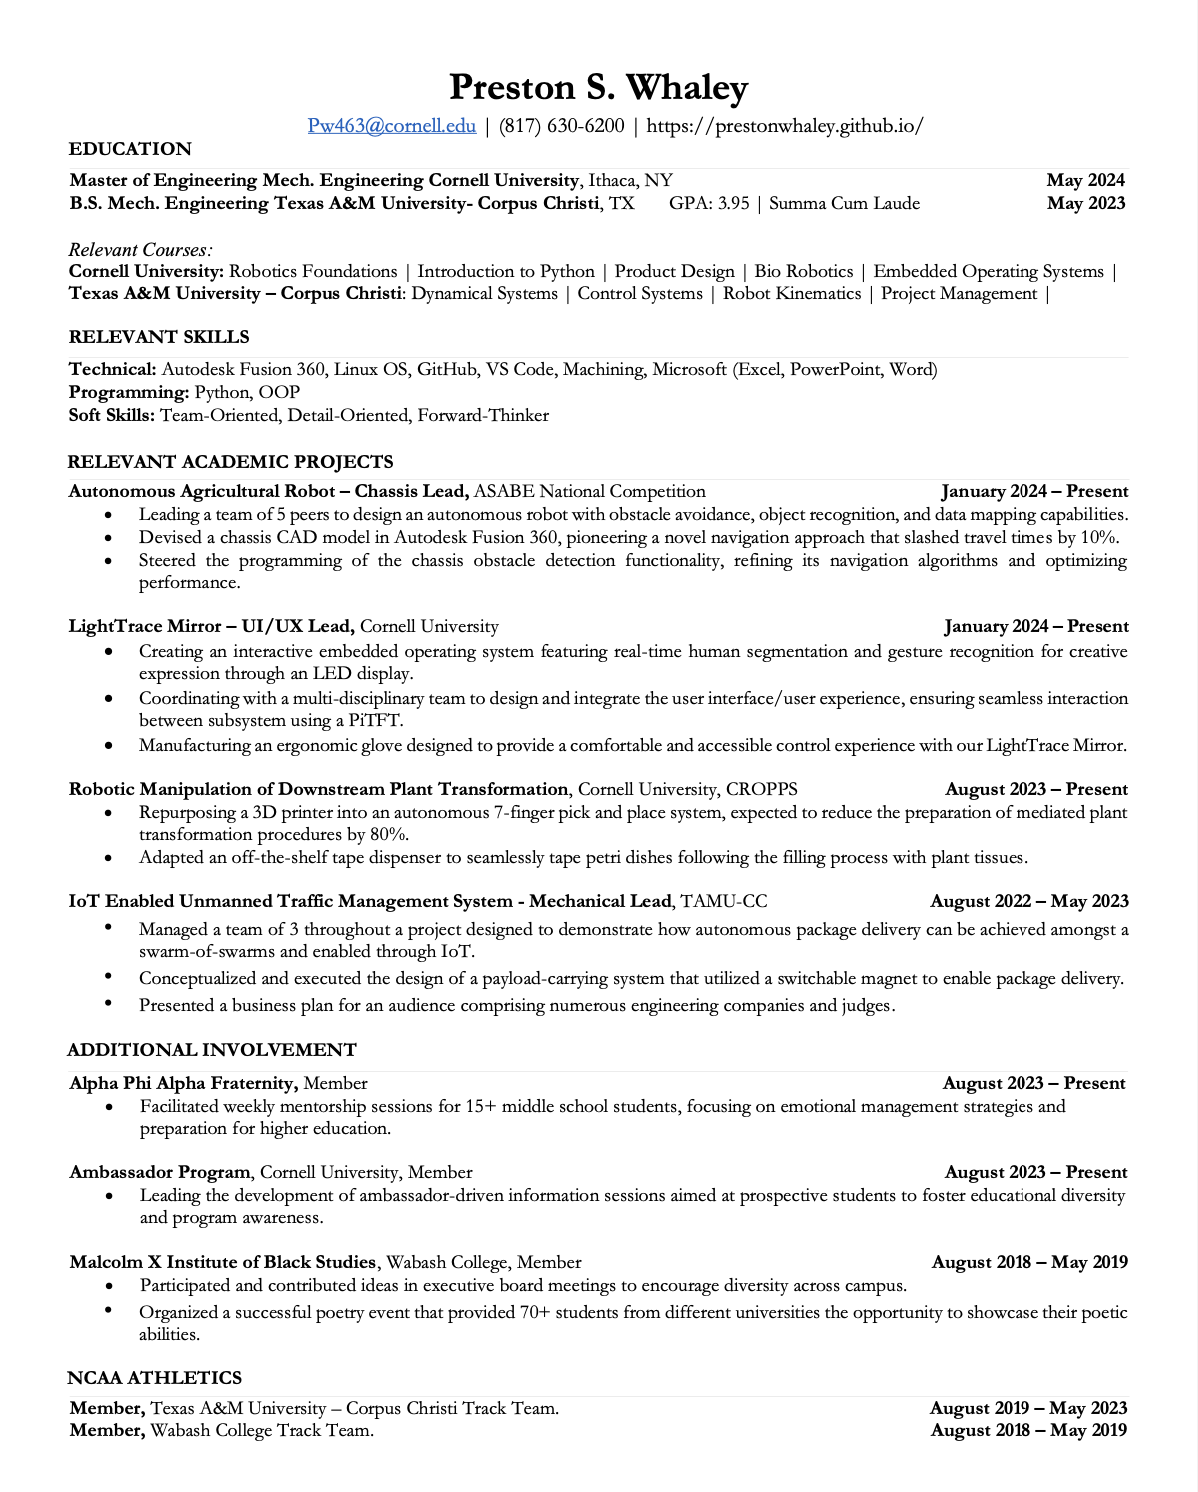 Preston S. Whaley
Pw463@cornell.edu | (817) 630-6200 | https://prestonwhaley.github.io/
EDUCATION
Master of Engineering Mech. Engineering Cornell University, Ithaca, NY May 2024
B.S. Mech. Engineering Texas A&M University- Corpus Christi, TX GPA: 3.95 | Summa Cum Laude May 2023
Relevant Courses:
Cornell University: Robotics Foundations | Introduction to Python | Product Design | Bio Robotics | Embedded Operating Systems |
Texas A&M University – Corpus Christi: Dynamical Systems | Control Systems | Robot Kinematics | Project Management |
RELEVANT SKILLS
Technical: Autodesk Fusion 360, Linux OS, GitHub, VS Code, Machining, Microsoft (Excel, PowerPoint, Word)
Programming: Python, OOP
Soft Skills: Team-Oriented, Detail-Oriented, Forward-Thinker
RELEVANT ACADEMIC PROJECTS
Autonomous Agricultural Robot – Chassis Lead, ASABE National Competition January 2024 – Present
• Leading a team of 5 peers to design an autonomous robot with obstacle avoidance, object recognition, and data mapping capabilities.
• Devised a chassis CAD model in Autodesk Fusion 360, pioneering a novel navigation approach that slashed travel times by 10%.
• Steered the programming of the chassis obstacle detection functionality, refining its navigation algorithms and optimizing
performance.
LightTrace Mirror – UI/UX Lead, Cornell University January 2024 – Present
• Creating an interactive embedded operating system featuring real-time human segmentation and gesture recognition for creative
expression through an LED display.
• Coordinating with a multi-disciplinary team to design and integrate the user interface/user experience, ensuring seamless interaction
between subsystem using a PiTFT.
• Manufacturing an ergonomic glove designed to provide a comfortable and accessible control experience with our LightTrace Mirror.
Robotic Manipulation of Downstream Plant Transformation, Cornell University, CROPPS August 2023 – Present
• Repurposing a 3D printer into an autonomous 7-finger pick and place system, expected to reduce the preparation of mediated plant
transformation procedures by 80%.
• Adapted an off-the-shelf tape dispenser to seamlessly tape petri dishes following the filling process with plant tissues.
IoT Enabled Unmanned Traffic Management System - Mechanical Lead, TAMU-CC August 2022 – May 2023
• Managed a team of 3 throughout a project designed to demonstrate how autonomous package delivery can be achieved amongst a
swarm-of-swarms and enabled through IoT.
• Conceptualized and executed the design of a payload-carrying system that utilized a switchable magnet to enable package delivery.
• Presented a business plan for an audience comprising numerous engineering companies and judges.
ADDITIONAL INVOLVEMENT
Alpha Phi Alpha Fraternity, Member August 2023 – Present
• Facilitated weekly mentorship sessions for 15+ middle school students, focusing on emotional management strategies and
preparation for higher education.
Ambassador Program, Cornell University, Member August 2023 – Present
• Leading the development of ambassador-driven information sessions aimed at prospective students to foster educational diversity
and program awareness.
Malcolm X Institute of Black Studies, Wabash College, Member August 2018 – May 2019
• Participated and contributed ideas in executive board meetings to encourage diversity across campus.
• Organized a successful poetry event that provided 70+ students from different universities the opportunity to showcase their poetic
abilities.
NCAA ATHLETICS
Member, Texas A&M University – Corpus Christi Track Team. August 2019 – May 2023
Member, Wabash College Track Team. August 2018 – May 2019